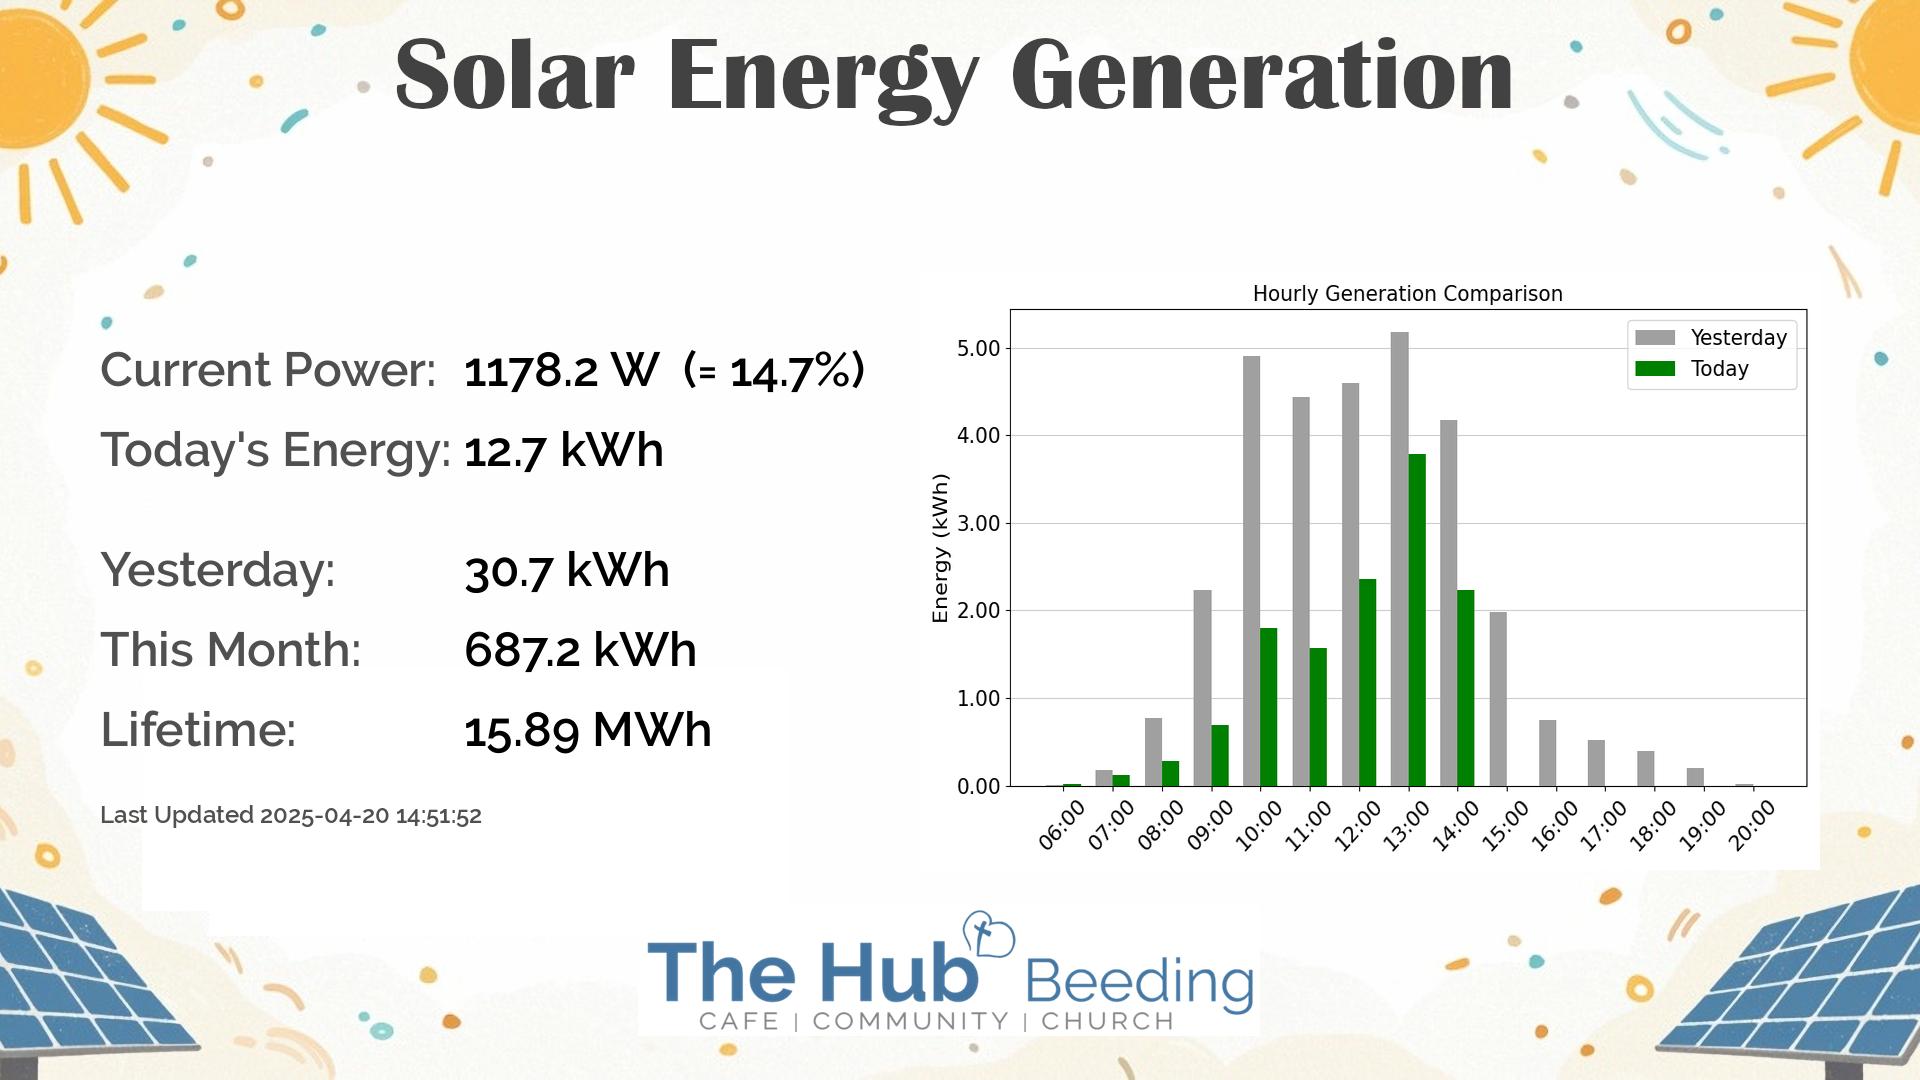 Solar Energy Generation
Current Power: 1178.2 W (= 14.7%)
Today's Energy: 12.7 kWh
Yesterday: 30.7 kWh
This Month: 687.2 kWh
Lifetime: 15.89 MWh
Last Updated 2025-04-20 14:51:52
Hourly Generation Comparison
Yesterday
Today
Energy (kWh)
5.00
4.00
3.00
2.00
1.00
0.00
06:00 07:00 08:00 09:00 10:00 11:00 12:00 13:00 14:00 15:00 16:00 17:00 18:00 19:00 20:00
The Hub Beeding
CAFE | COMMUNITY | CHURCH